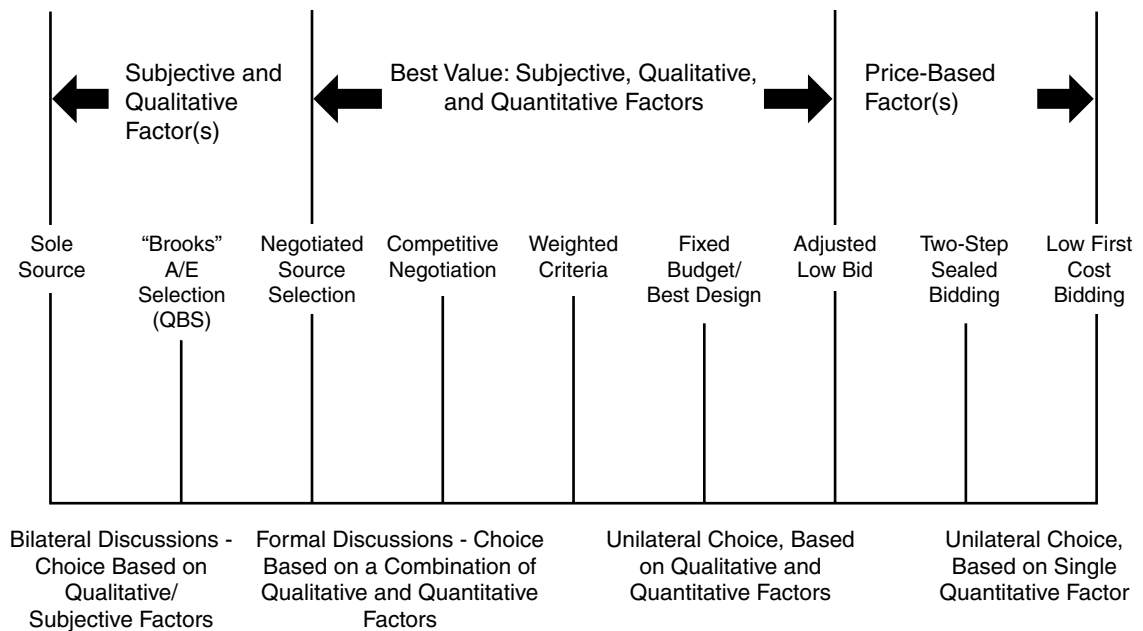 Subjective and
Qualitative
Factor(s)
Best Value: Subjective, Qualitative,
and Quantitative Factors
Price-Based
Factor(s)
Sole
Source
“Brooks”
A/E
Selection
(QBS)
Negotiated
Source
Selection
Competitive
Negotiation
Weighted
Criteria
Fixed
Budget/
Best Design
Adjusted
Low Bid
Two-Step
Sealed
Bidding
Low First
Cost
Bidding
Bilateral Discussions -
Choice Based on
Qualitative/
Subjective Factors
Formal Discussions - Choice
Based on a Combination of
Qualitative and Quantitative
Factors
Unilateral Choice, Based
on Qualitative and
Quantitative Factors
Unilateral Choice,
Based on Single
Quantitative Factor